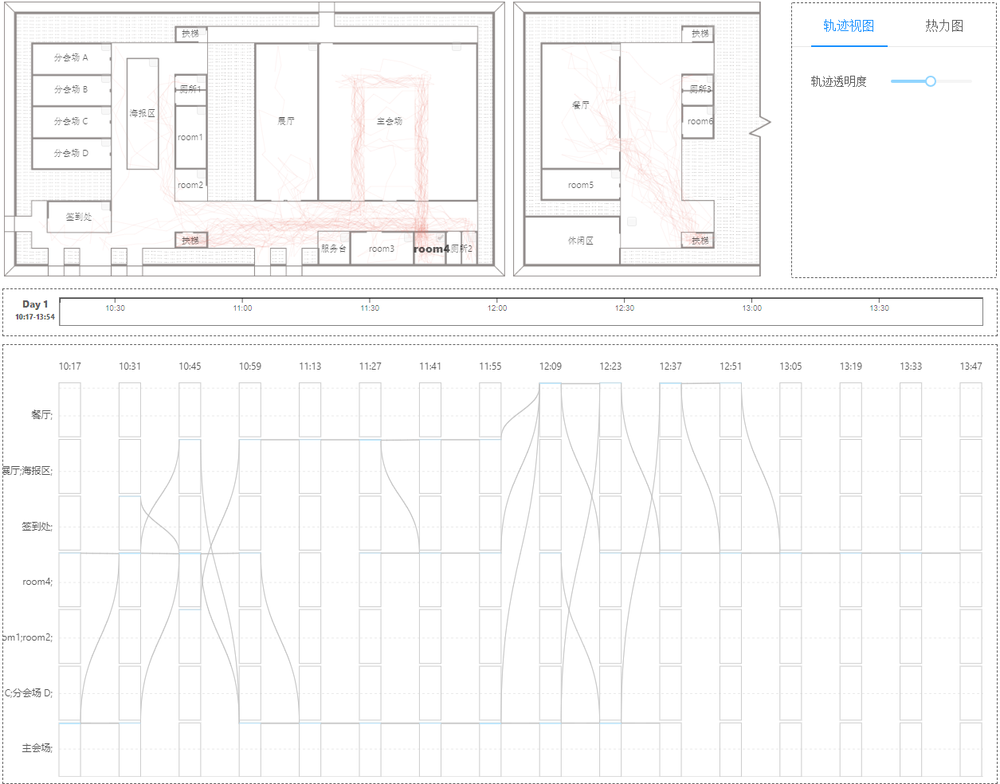 扶梯
分会场 A
分会场 B
分会场 C
分会场 D
海报区
厕所1
room1
room2
展厅
主会场
签到处
扶梯
服务台
room3
room4
厕所2
扶梯
餐厅
厕所3
room6
room5
休闲区
扶梯
轨迹视图 热力图
轨迹透明度
Day 1
10:17-13:54
10:30 11:00 11:30 12:00 12:30 13:00 13:30
10:17 10:31 10:45 10:59 11:13 11:27 11:41 11:55 12:09 12:23 12:37 12:51 13:05 13:19 13:33 13:47
餐厅;
展厅;海报区;
签到处;
room4;
om1;room2;
C;分会场 D;
主会场;